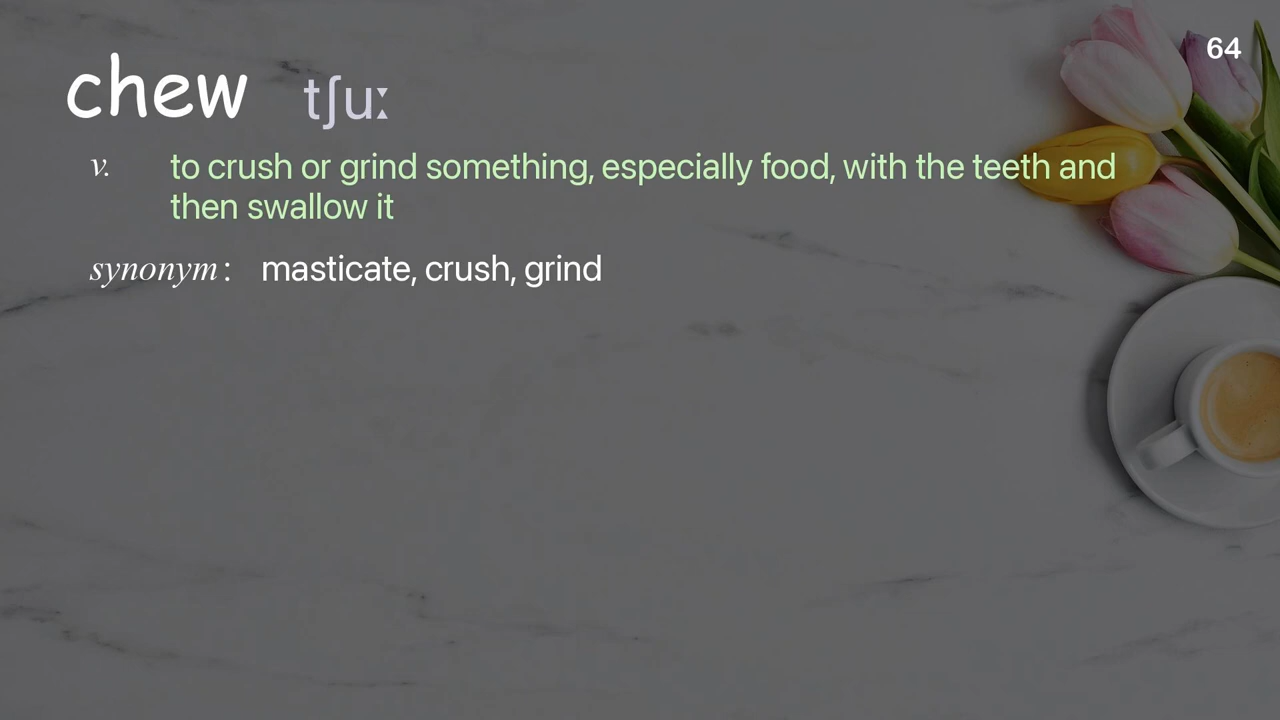 64
chew tʃuː
v. to crush or grind something, especially food, with the teeth and
then swallow it
synonym : masticate, crush, grind